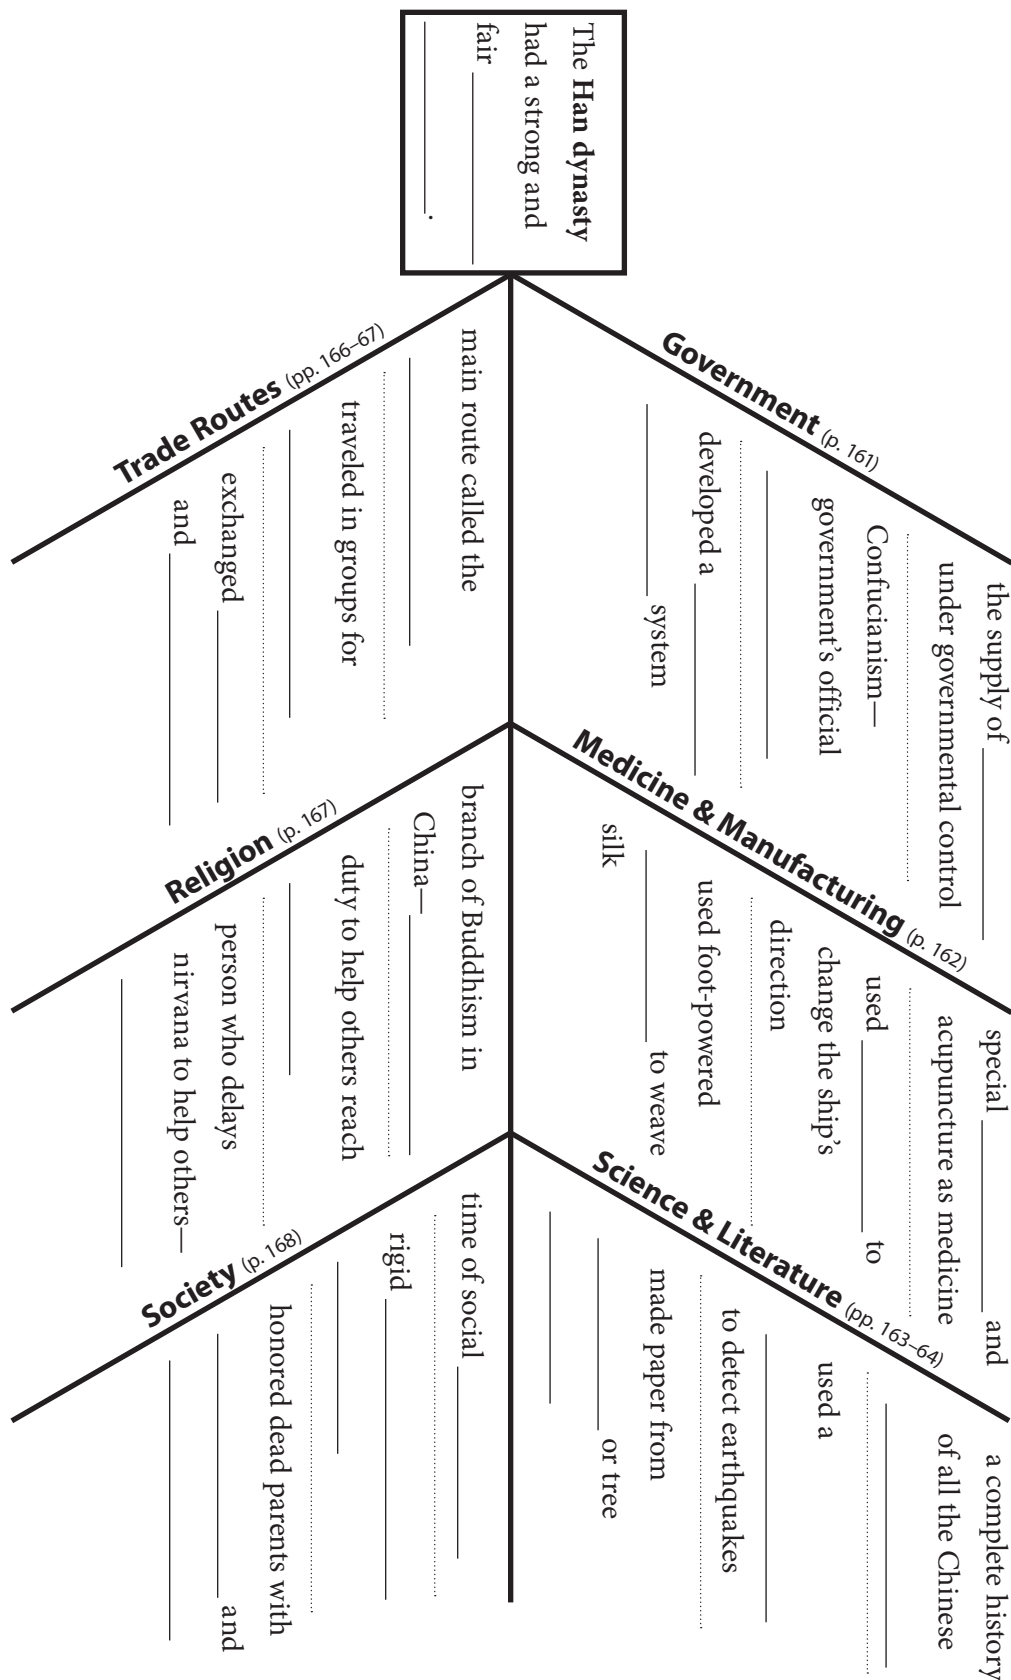 The Han dynasty
had a strong and
fair
.
Government (p. 161)
the supply of
under governmental control
Confucianism—
government's official
developed a
system
Medicine & Manufacturing (p. 162)
special and
acupuncture as medicine
used to
change the ship's
direction
used foot-powered
to weave
silk
Science & Literature (pp. 163–64)
a complete history
of all the Chinese
used a
to detect earthquakes
made paper from
or tree
Trade Routes (pp. 166–67)
main route called the
traveled in groups for
exchanged
and
Religion (p. 167)
branch of Buddhism in
China—
duty to help others reach
person who delays
nirvana to help others—
Society (p. 168)
time of social
rigid
honored dead parents with
and